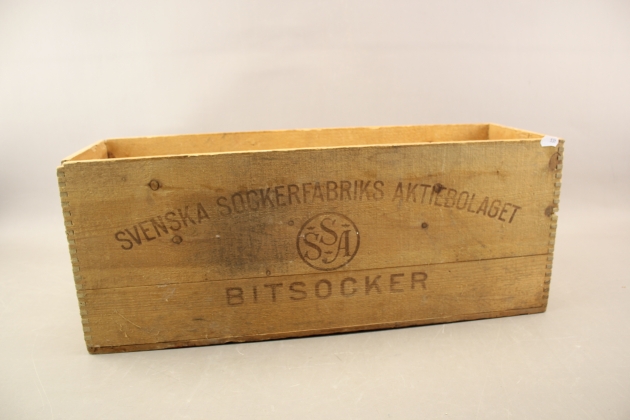 SVENSKA SOCKERFABRIKS AKTIEBOLAGET
SSA
BITSOCKER